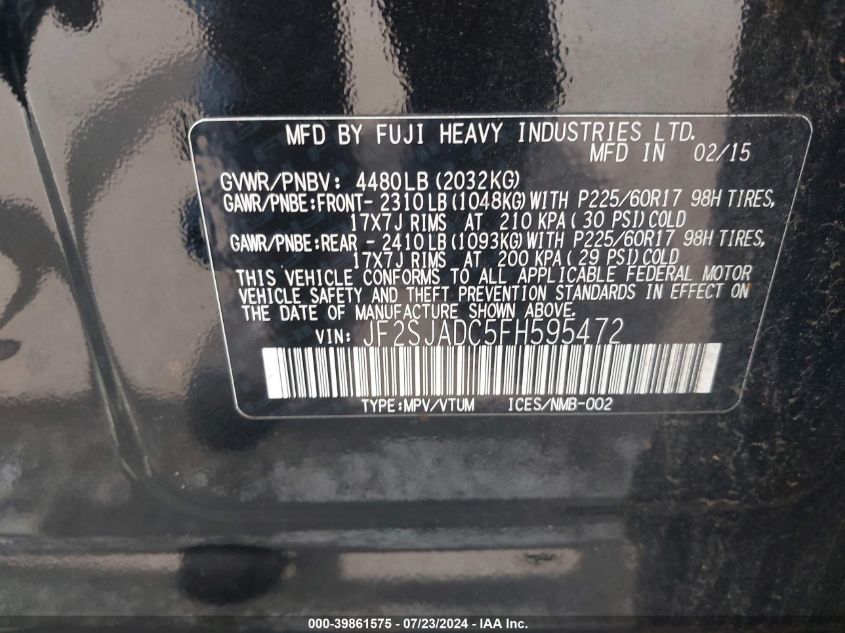 MFD BY FUJI HEAVY INDUSTRIES LTD.
MFD IN 02/15
GVWR/PNBV: 4480LB (2032KG)
GAWR/PNBE:FRONT- 2310LB (1048KG)WITH P225/60R17 98H TIRES,
17X7J RIMS AT 210 KPA( 30 PSI)COLD
GAWR/PNBE:REAR - 2410LB (1093KG)WITH P225/60R17 98H TIRES,
17X7J RIMS AT 200 KPA(29 PSI)COLD
THIS VEHICLE CONFORMS TO ALL APPLICABLE FEDERAL MOTOR
VEHICLE SAFETY AND THEFT PREVENTION STANDARDS IN EFFECT ON
THE DATE OF MANUFACTURE SHOWN ABOVE.
VIN: JF2SJADC5FH595472
TYPE:MPV/VTUM ICES/NMB-002
000-39861575 - 07/23/2024 - IAA Inc.